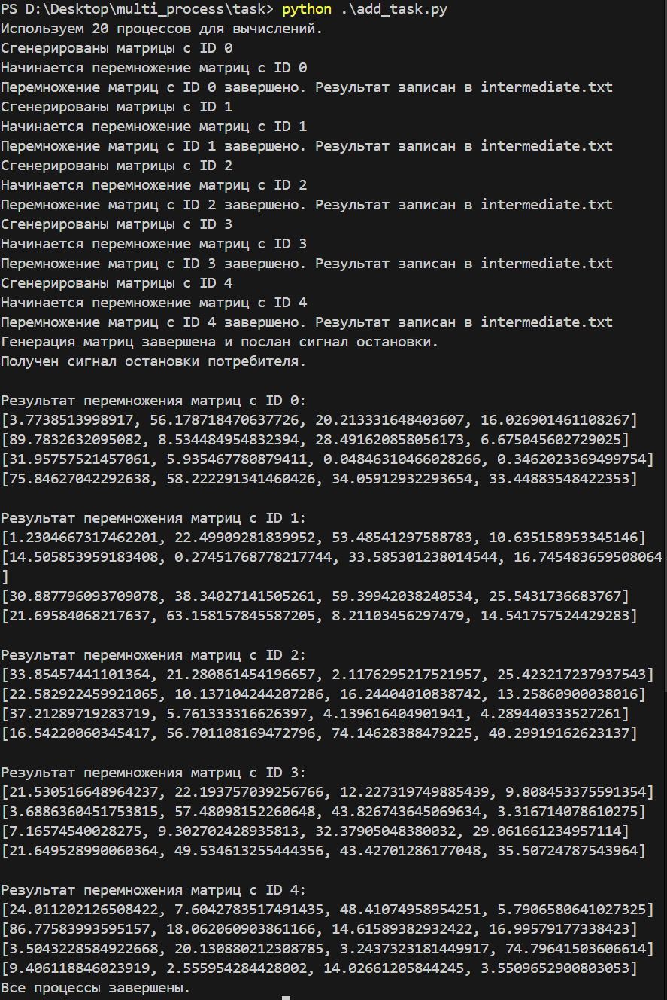 PS D:\Desktop\multi_process\task> python .\add_task.py
Используем 20 процессов для вычислений.
Сгенерированы матрицы с ID 0
Начинается перемножение матриц с ID 0
Перемножение матриц с ID 0 завершено. Результат записан в intermediate.txt
Сгенерированы матрицы с ID 1
Начинается перемножение матриц с ID 1
Перемножение матриц с ID 1 завершено. Результат записан в intermediate.txt
Сгенерированы матрицы с ID 2
Начинается перемножение матриц с ID 2
Перемножение матриц с ID 2 завершено. Результат записан в intermediate.txt
Сгенерированы матрицы с ID 3
Начинается перемножение матриц с ID 3
Перемножение матриц с ID 3 завершено. Результат записан в intermediate.txt
Сгенерированы матрицы с ID 4
Начинается перемножение матриц с ID 4
Перемножение матриц с ID 4 завершено. Результат записан в intermediate.txt
Генерация матриц завершена и послан сигнал остановки.
Получен сигнал остановки потребителя.
Результат перемножения матриц с ID 0:
[3.7738513998917, 56.178718470637726, 20.213331648403607, 16.026901461108267]
[89.7832632095082, 8.534484954832394, 28.491620858056173, 6.675045602729025]
[31.95757521457061, 5.935467780879411, 0.04846310466028266, 0.3462023369499754]
[75.84627042292638, 58.222291341460426, 34.05912932293654, 33.44883548422353]
Результат перемножения матриц с ID 1:
[1.2304667317462201, 22.49909281839952, 53.48541297588783, 10.635158953345146]
[14.505853959183408, 0.27451768778217744, 33.585301238014544, 16.745483659508064
]
[30.887796093709078, 38.34027141505261, 59.39942038240534, 25.5431736683767]
[21.69584068217637, 63.158157845587205, 8.21103456297479, 14.541757524429283]
Результат перемножения матриц с ID 2:
[33.85457441101364, 21.280861454196657, 2.1176295217521957, 25.423217237937543]
[22.582922459921065, 10.137104244207286, 16.24404010838742, 13.25860900038016]
[37.21289719283719, 5.761333316626397, 4.139616404901941, 4.289440333527261]
[16.54220060345417, 56.701108169472796, 74.14628388479225, 40.29919162623137]
Результат перемножения матриц с ID 3:
[21.530516648964237, 22.193757039256766, 12.227319749885439, 9.808453375591354]
[3.6886360451753815, 57.48098152260648, 43.826743645069634, 3.316714078610275]
[7.16574540028275, 9.302702428935813, 32.37905048380032, 29.061661234957114]
[21.649528990060364, 49.534613255444356, 43.42701286177048, 35.50724787543964]
Результат перемножения матриц с ID 4:
[24.011202126508422, 7.6042783517491435, 48.41074958954251, 5.7906580641027325]
[86.77583993595157, 18.062060903861166, 14.61589382932422, 16.99579177338423]
[3.5043228584922668, 20.130880212308785, 3.2437323181449917, 74.79641503606614]
[9.406118846023919, 2.555954284428002, 14.02661205844245, 3.5509652900803053]
Все процессы завершены.